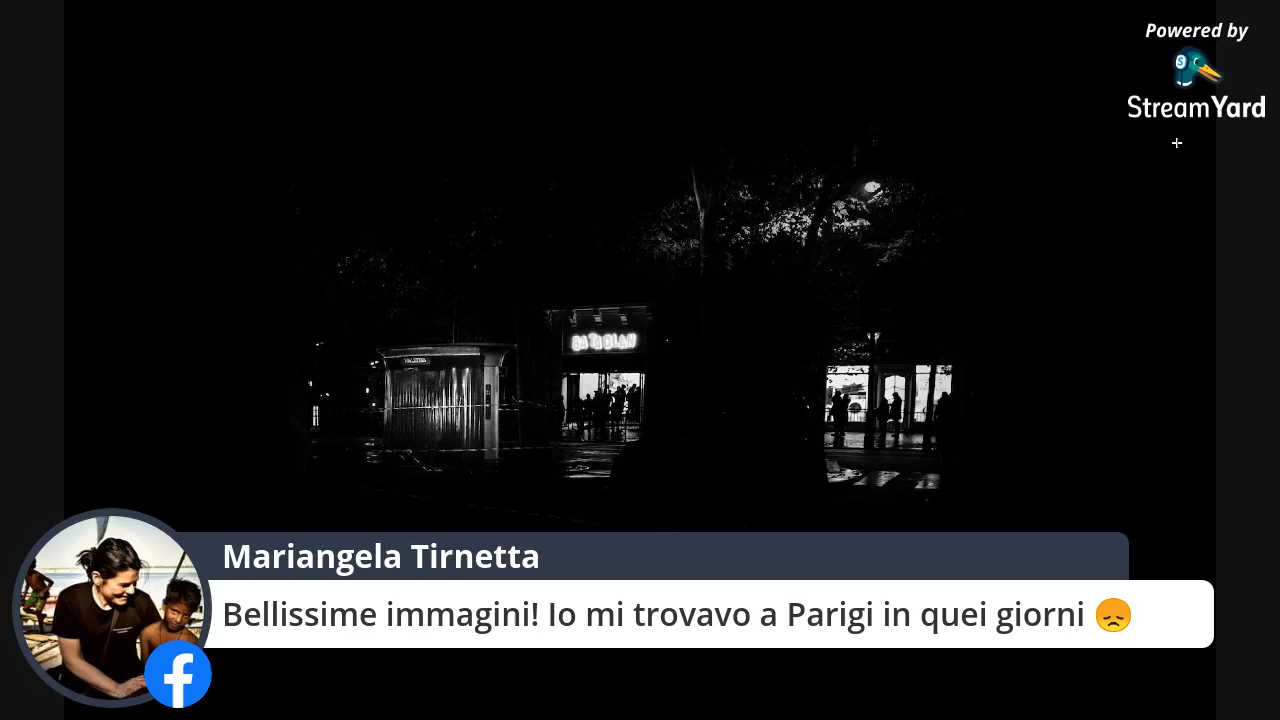 Powered by
StreamYard
BATACLAN
Mariangela Tirnetta
Bellissime immagini! Io mi trovavo a Parigi in quei giorni 😞